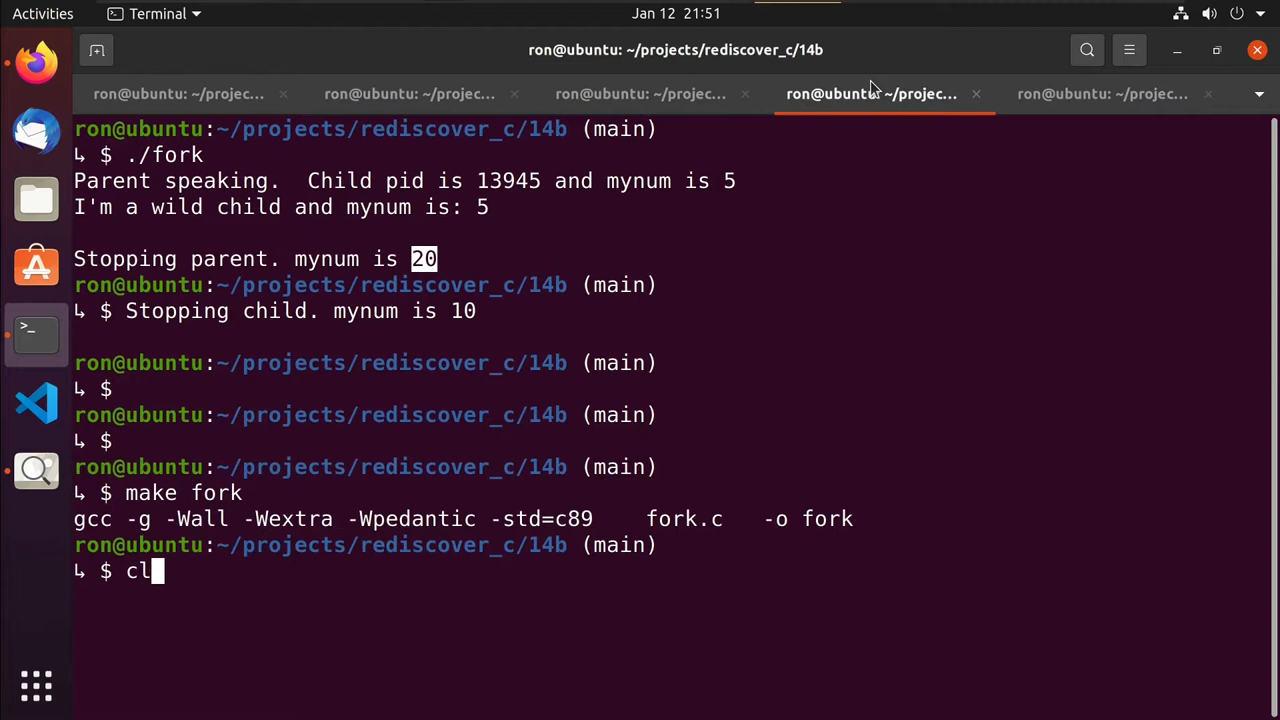 Activities Terminal Jan 12 21:51
ron@ubuntu: ~/projects/rediscover_c/14b
ron@ubuntu: ~/projec... ron@ubuntu: ~/projec... ron@ubuntu: ~/projec... ron@ubuntu: ~/projec... ron@ubuntu: ~/projec...
ron@ubuntu:~/projects/rediscover_c/14b (main)
↳ $ ./fork
Parent speaking.  Child pid is 13945 and mynum is 5
I'm a wild child and mynum is: 5
Stopping parent. mynum is 20
ron@ubuntu:~/projects/rediscover_c/14b (main)
↳ $ Stopping child. mynum is 10
ron@ubuntu:~/projects/rediscover_c/14b (main)
↳ $
ron@ubuntu:~/projects/rediscover_c/14b (main)
↳ $
ron@ubuntu:~/projects/rediscover_c/14b (main)
↳ $ make fork
gcc -g -Wall -Wextra -Wpedantic -std=c89    fork.c   -o fork
ron@ubuntu:~/projects/rediscover_c/14b (main)
↳ $ cl